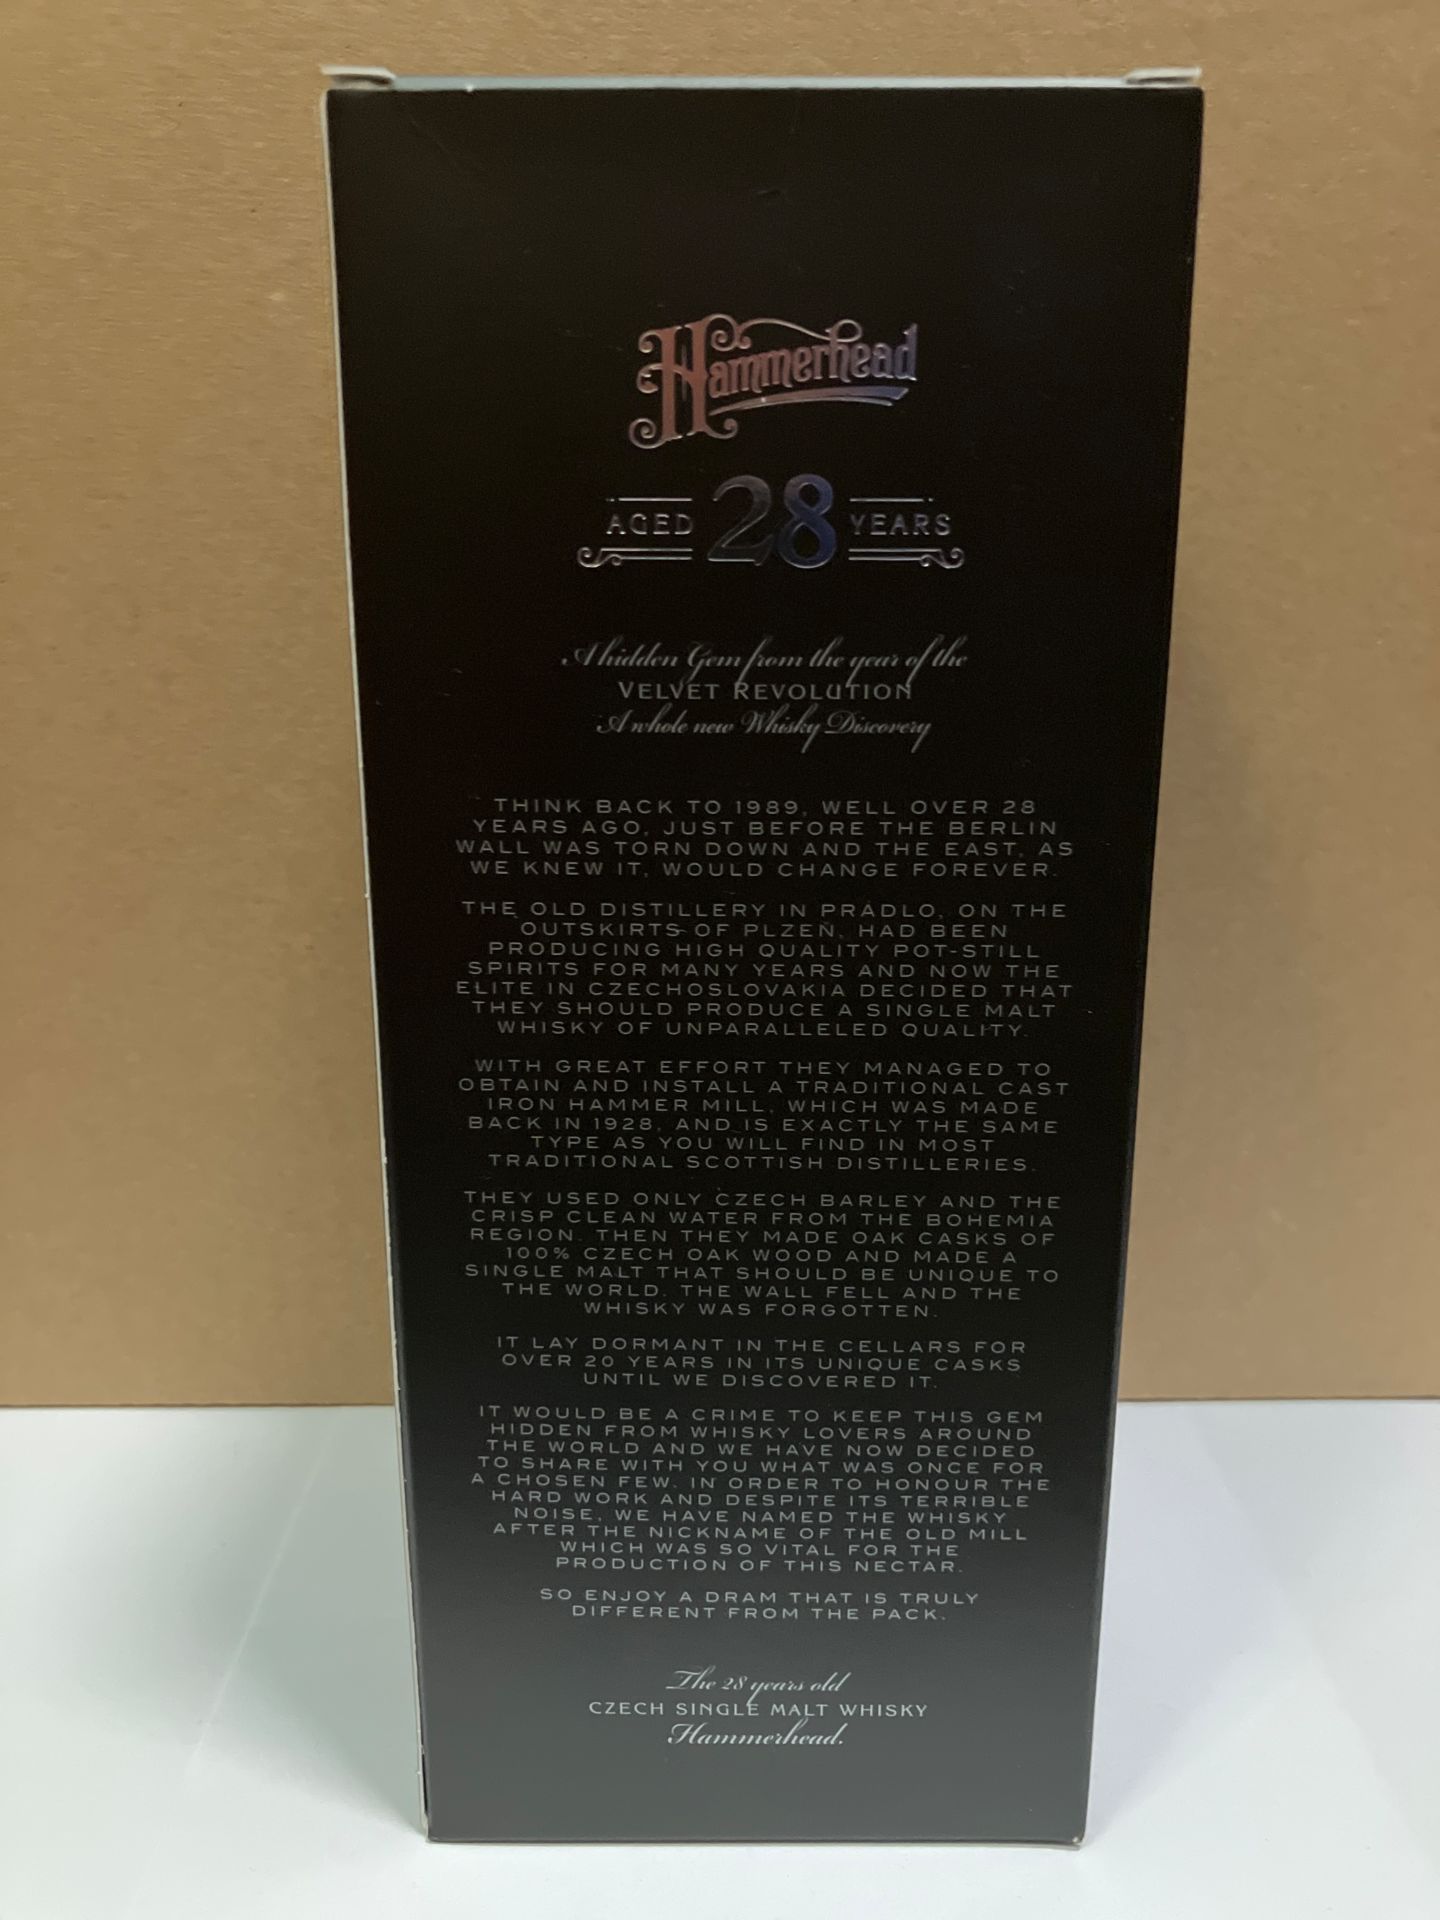 Hammerhead
AGED 28 YEARS
A hidden Gem from the year of the
VELVET REVOLUTION
A whole new Whisky Discovery
THINK BACK TO 1989, WELL OVER 28
YEARS AGO, JUST BEFORE THE BERLIN
WALL WAS TORN DOWN AND THE EAST, AS
WE KNEW IT, WOULD CHANGE FOREVER.
THE OLD DISTILLERY IN PRÁDLO, ON THE
OUTSKIRTS OF PLZEŇ, HAD BEEN
PRODUCING HIGH QUALITY POT-STILL
SPIRITS FOR MANY YEARS AND NOW THE
ELITE IN CZECHOSLOVAKIA DECIDED THAT
THEY SHOULD PRODUCE A SINGLE MALT
WHISKY OF UNPARALLELED QUALITY.
WITH GREAT EFFORT THEY MANAGED TO
OBTAIN AND INSTALL A TRADITIONAL CAST
IRON HAMMER MILL, WHICH WAS MADE
BACK IN 1928, AND IS EXACTLY THE SAME
TYPE AS YOU WILL FIND IN MOST
TRADITIONAL SCOTTISH DISTILLERIES.
THEY USED ONLY CZECH BARLEY AND THE
CRISP CLEAN WATER FROM THE BOHEMIA
REGION. THEN THEY MADE OAK CASKS OF
100% CZECH OAK WOOD AND MADE A
SINGLE MALT THAT SHOULD BE UNIQUE TO
THE WORLD. THE WALL FELL AND THE
WHISKY WAS FORGOTTEN.
IT LAY DORMANT IN THE CELLARS FOR
OVER 20 YEARS IN ITS UNIQUE CASKS
UNTIL WE DISCOVERED IT.
IT WOULD BE A CRIME TO KEEP THIS GEM
HIDDEN FROM WHISKY LOVERS AROUND
THE WORLD AND WE HAVE NOW DECIDED
TO SHARE WITH YOU WHAT WAS ONCE FOR
A CHOSEN FEW. IN ORDER TO HONOUR THE
HARD WORK AND DESPITE ITS TERRIBLE
NOISE, WE HAVE NAMED THE WHISKY
AFTER THE NICKNAME OF THE OLD MILL
WHICH WAS SO VITAL FOR THE
PRODUCTION OF THIS NECTAR.
SO ENJOY A DRAM THAT IS TRULY
DIFFERENT FROM THE PACK.
The 28 years old
CZECH SINGLE MALT WHISKY
Hammerhead.